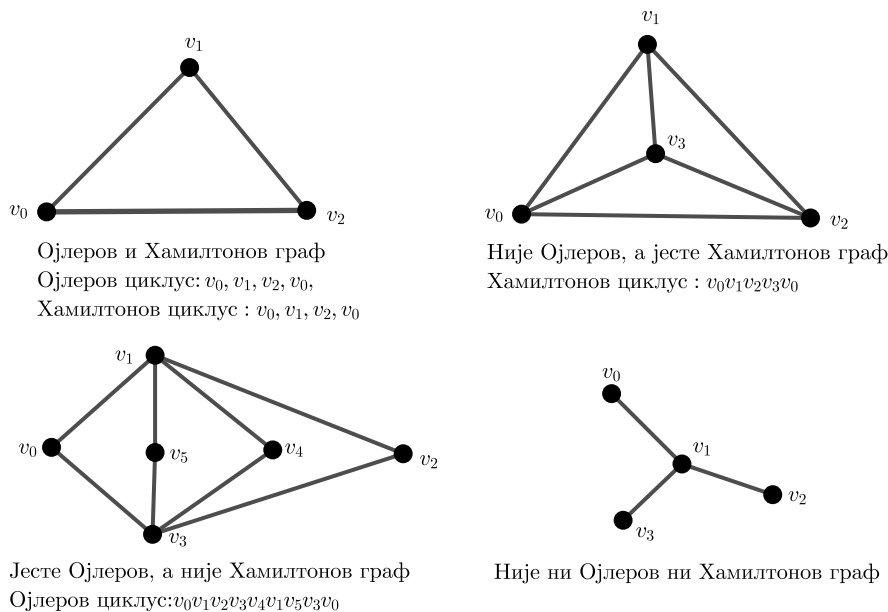 v₁
v₀
v₂
Ојлеров и Хамилтонов граф
Ојлеров циклус: v₀, v₁, v₂, v₀,
Хамилтонов циклус : v₀, v₁, v₂, v₀
v₁
v₃
v₀
v₂
Није Ојлеров, а јесте Хамилтонов граф
Хамилтонов циклус : v₀v₁v₂v₃v₀
v₁
v₀
v₅
v₄
v₂
v₃
Јесте Ојлеров, а није Хамилтонов граф
Ојлеров циклус:v₀v₁v₂v₃v₄v₁v₅v₃v₀
v₀
v₁
v₂
v₃
Није ни Ојлеров ни Хамилтонов граф